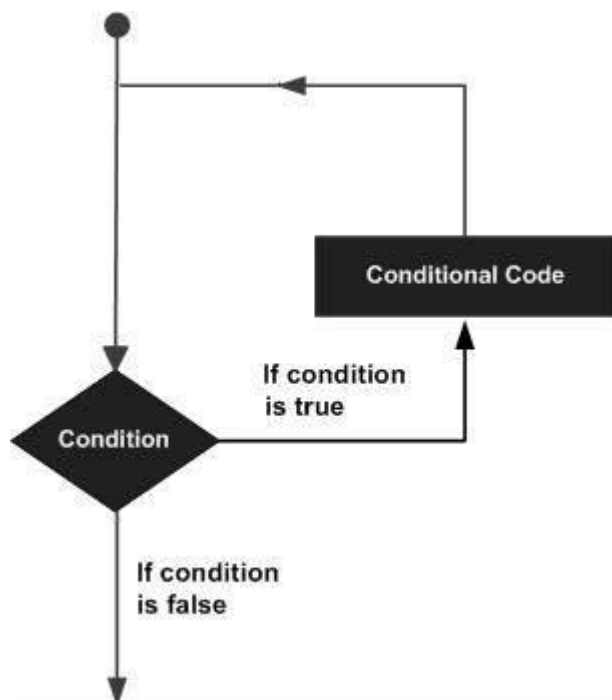 Conditional Code
If condition
is true
Condition
If condition
is false